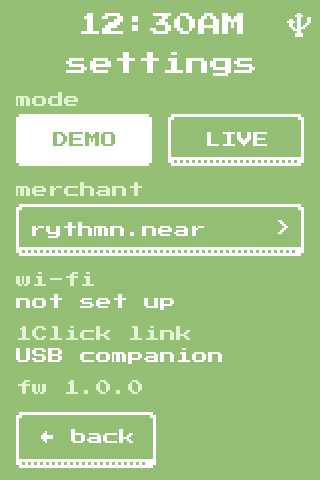 12:30AM
settings
mode
DEMO LIVE
merchant
rythmn.near >
wi-fi
not set up
1Click link
USB companion
fw 1.0.0
← back